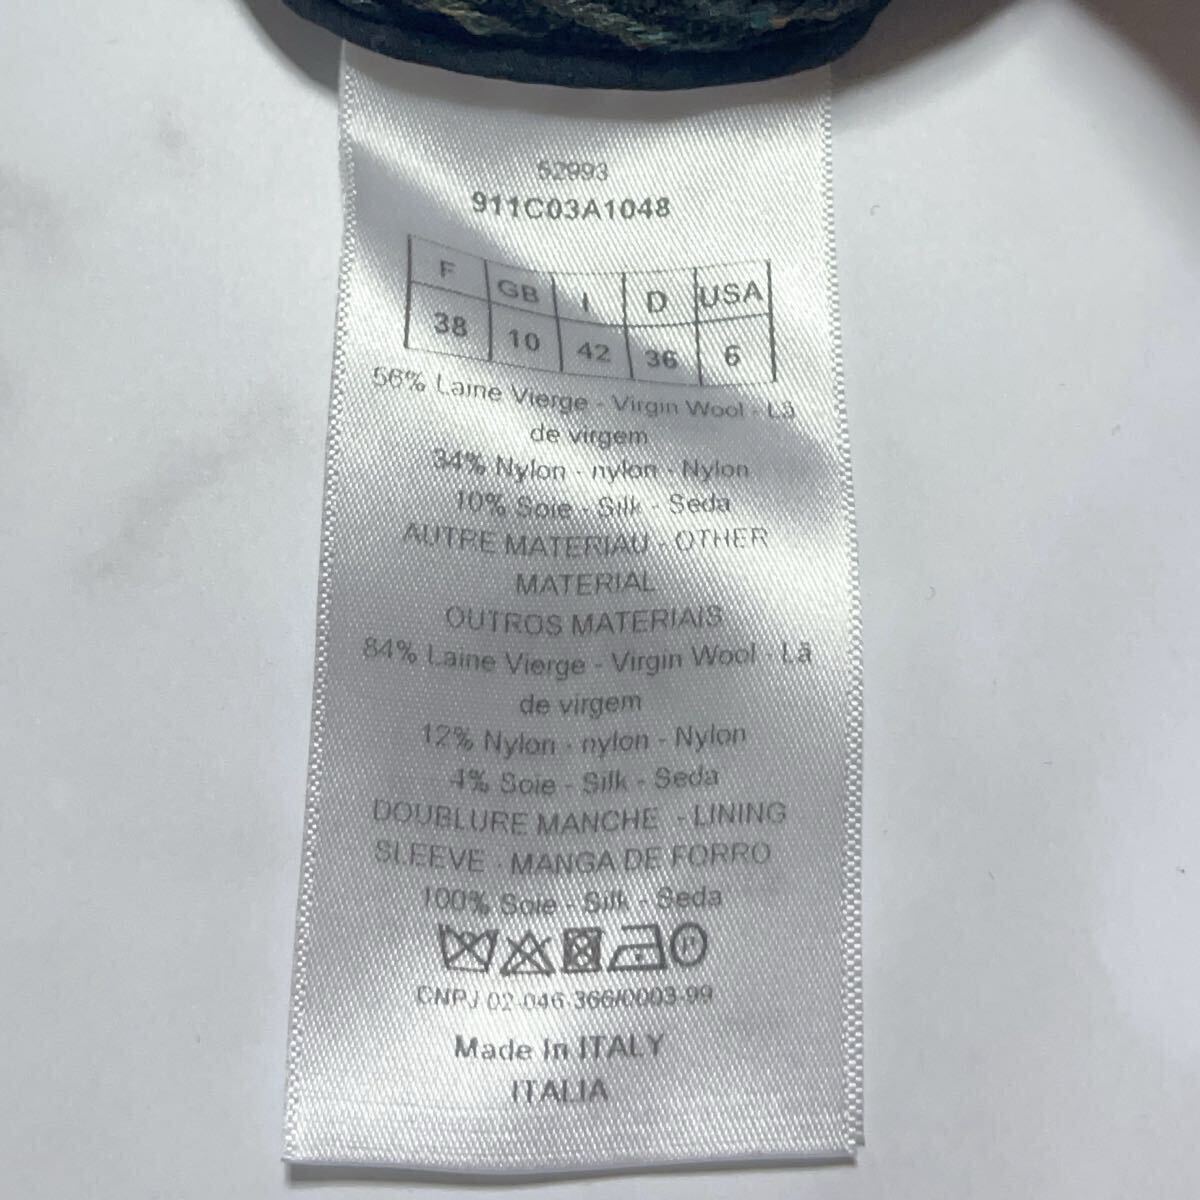 52993
911C03A1048
F GB I D USA
38 10 42 36 6
56% Laine Vierge - Virgin Wool - Lã
de virgem
34% Nylon - nylon - Nylon
10% Soie - Silk - Seda
AUTRE MATERIAU - OTHER
MATERIAL
OUTROS MATERIAIS
84% Laine Vierge - Virgin Wool - Lã
de virgem
12% Nylon - nylon - Nylon
4% Soie - Silk - Seda
DOUBLURE MANCHE - LINING
SLEEVE - MANGA DE FORRO
100% Soie - Silk - Seda
P
CNPJ 02-046-366/0003-99
Made In ITALY
ITALIA